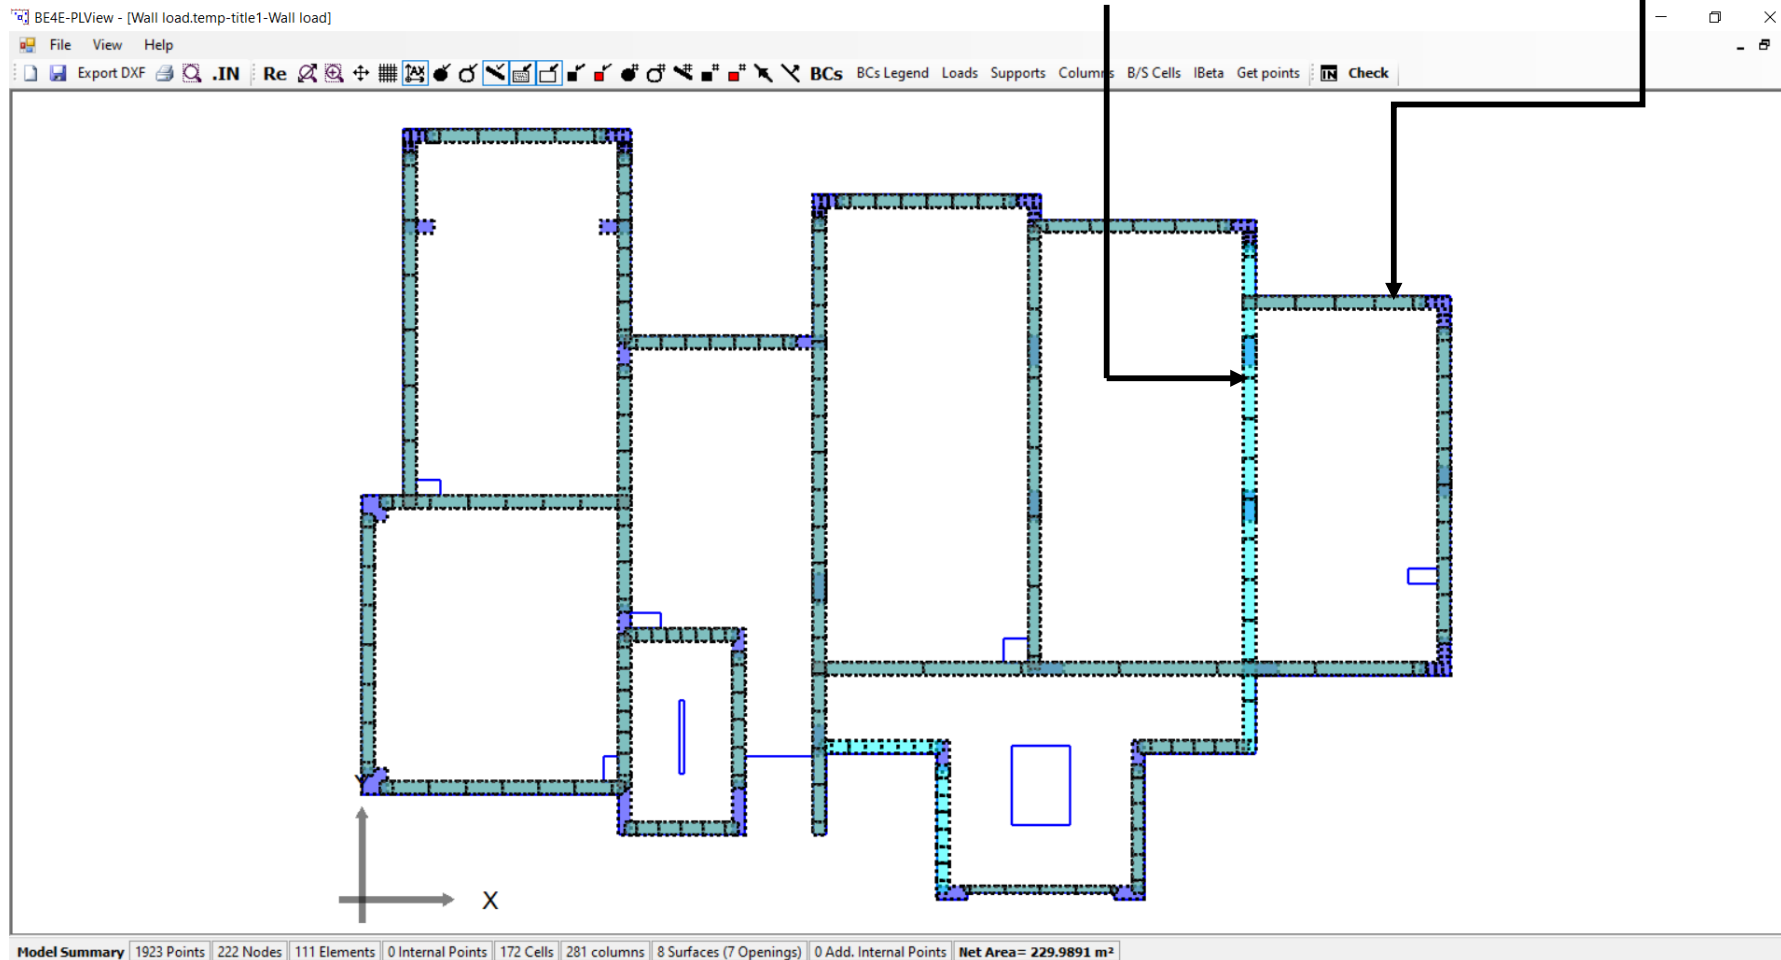 BE4E-PLView - [Wall load.temp-title1-Wall load]
File View Help
Export DXF .IN Re BCs BCs Legend Loads Supports Columns B/S Cells IBeta Get points IN Check
X
Model Summary 1923 Points 222 Nodes 111 Elements 0 Internal Points 172 Cells 281 columns 8 Surfaces (7 Openings) 0 Add. Internal Points Net Area= 229.9891 m²